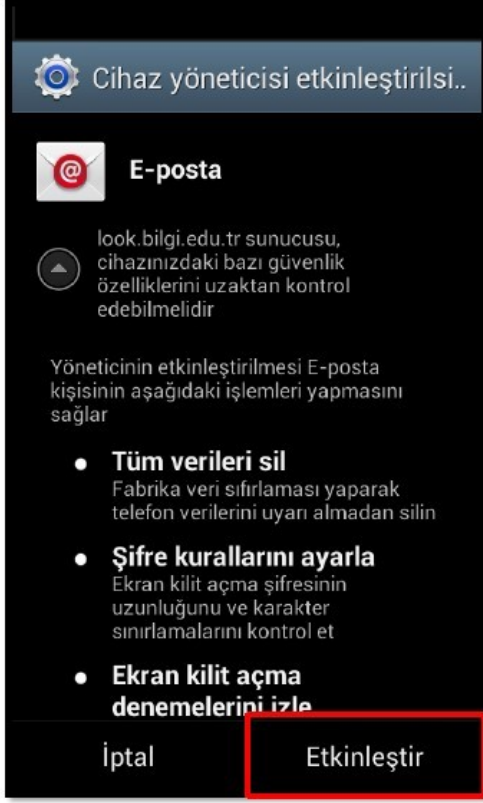 Cihaz yöneticisi etkinleştirilsi..
E-posta
look.bilgi.edu.tr sunucusu,
cihazınızdaki bazı güvenlik
özelliklerini uzaktan kontrol
edebilmelidir
Yöneticinin etkinleştirilmesi E-posta
kişisinin aşağıdaki işlemleri yapmasını
sağlar
• Tüm verileri sil
Fabrika veri sıfırlaması yaparak
telefon verilerini uyarı almadan silin
• Şifre kurallarını ayarla
Ekran kilit açma şifresinin
uzunluğunu ve karakter
sınırlamalarını kontrol et
• Ekran kilit açma
denemelerini izle
İptal
Etkinleştir